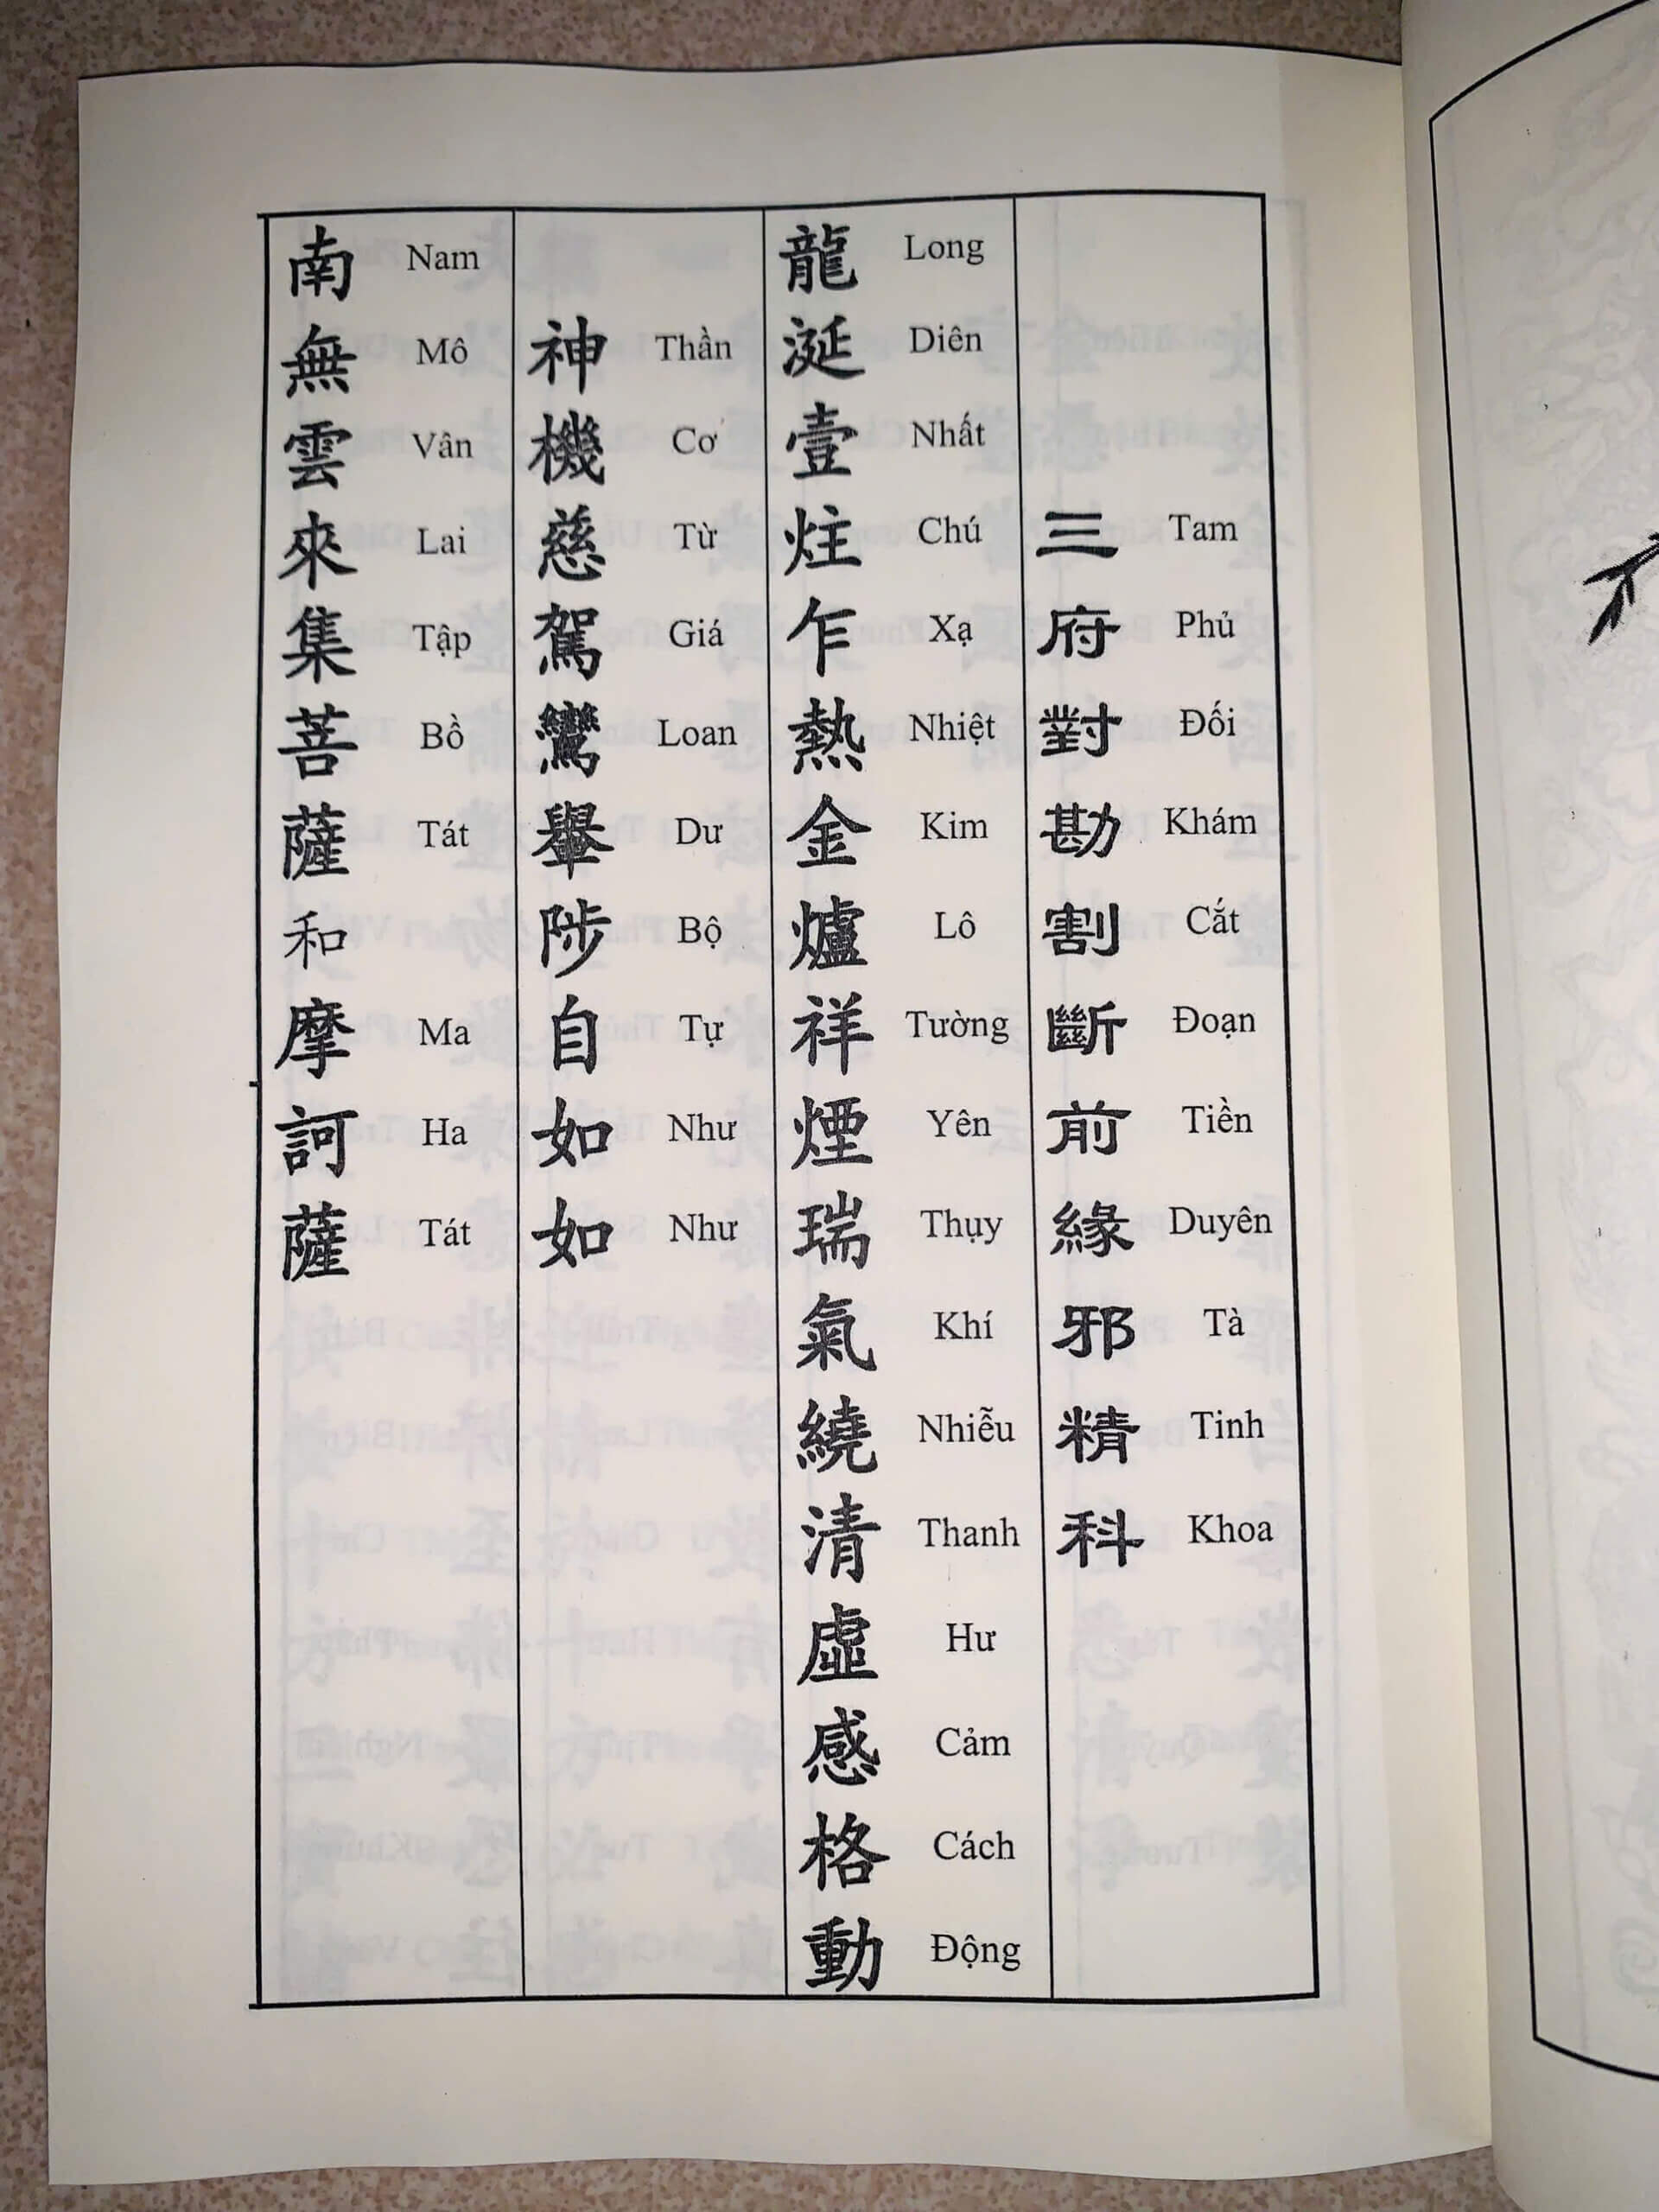 三府對勘割斷前緣邪精科
Tam Phủ Đối Khám Cắt Đoạn Tiền Duyên Tà Tinh Khoa
龍涎壹炷乍熱金爐祥煙瑞氣繞清虛感格動
Long Diên Nhất Chú Xạ Nhiệt Kim Lô Tường Yên Thụy Khí Nhiễu Thanh Hư Cảm Cách Động
神機慈駕鸞轝陟自如如
Thần Cơ Từ Giá Loan Dư Bộ Tự Như Như
南無雲來集菩薩和摩訶薩
Nam Mô Vân Lai Tập Bồ Tát Ma Ha Tát